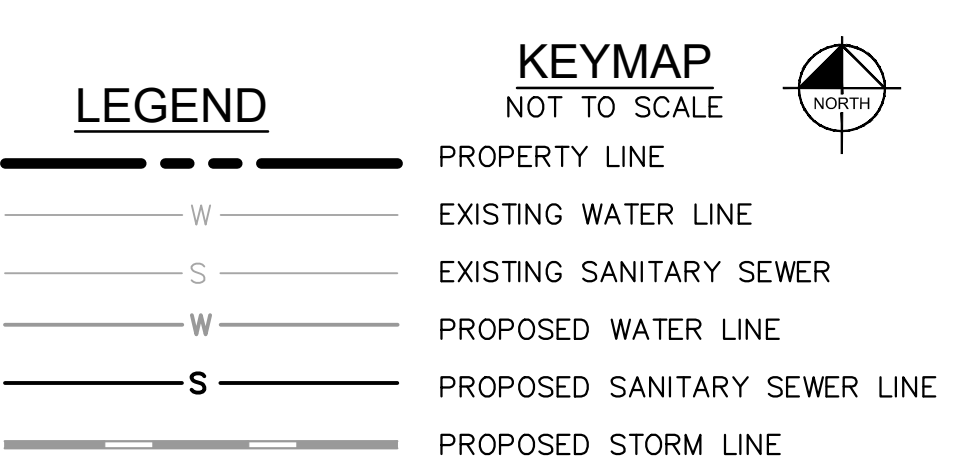 KEYMAP
NOT TO SCALE
NORTH
LEGEND
PROPERTY LINE
W EXISTING WATER LINE
S EXISTING SANITARY SEWER
W PROPOSED WATER LINE
S PROPOSED SANITARY SEWER LINE
PROPOSED STORM LINE